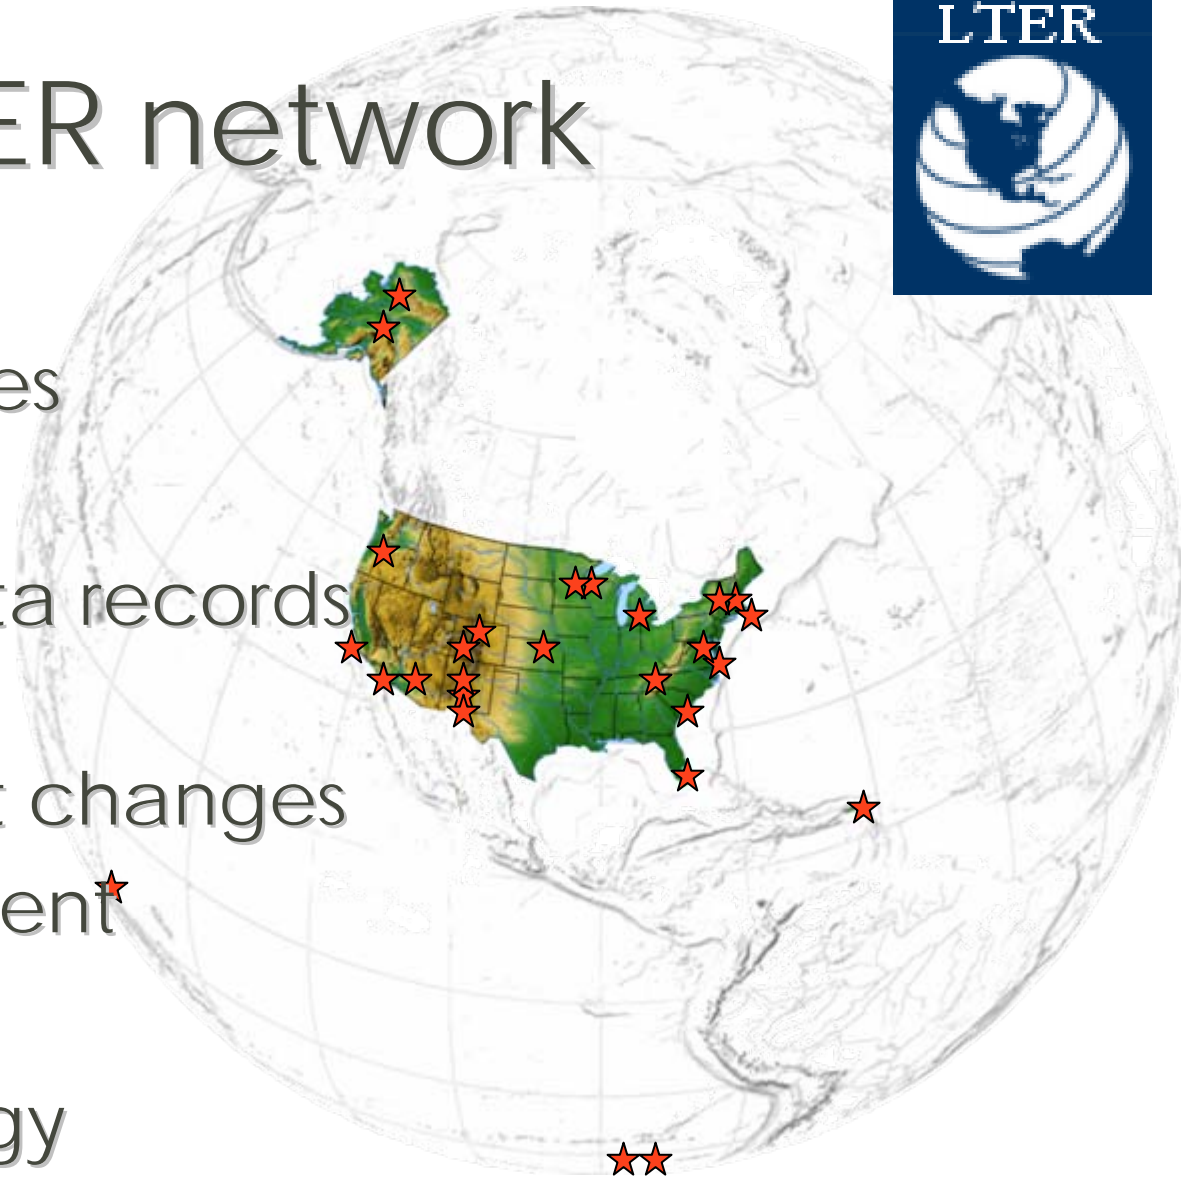 ER network
LTER
es
ta records
t changes
ent
gy